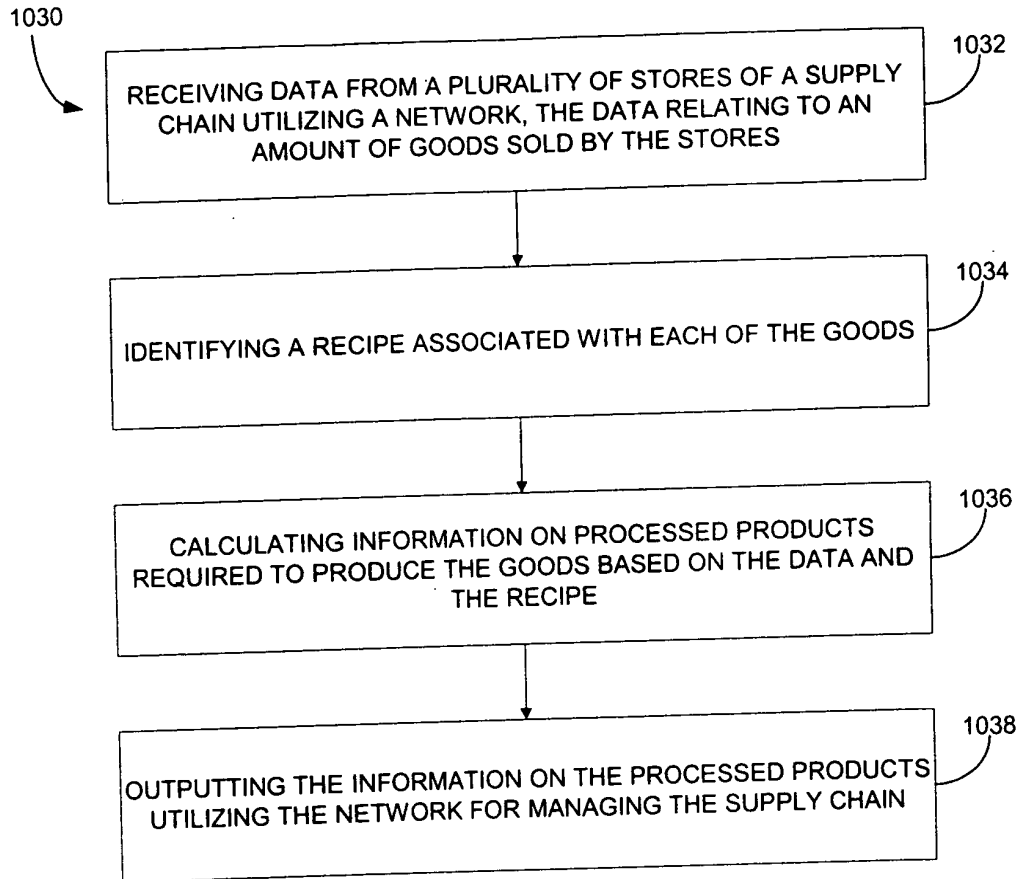 1030
1032
RECEIVING DATA FROM A PLURALITY OF STORES OF A SUPPLY
CHAIN UTILIZING A NETWORK, THE DATA RELATING TO AN
AMOUNT OF GOODS SOLD BY THE STORES
1034
IDENTIFYING A RECIPE ASSOCIATED WITH EACH OF THE GOODS
1036
CALCULATING INFORMATION ON PROCESSED PRODUCTS
REQUIRED TO PRODUCE THE GOODS BASED ON THE DATA AND
THE RECIPE
1038
OUTPUTTING THE INFORMATION ON THE PROCESSED PRODUCTS
UTILIZING THE NETWORK FOR MANAGING THE SUPPLY CHAIN